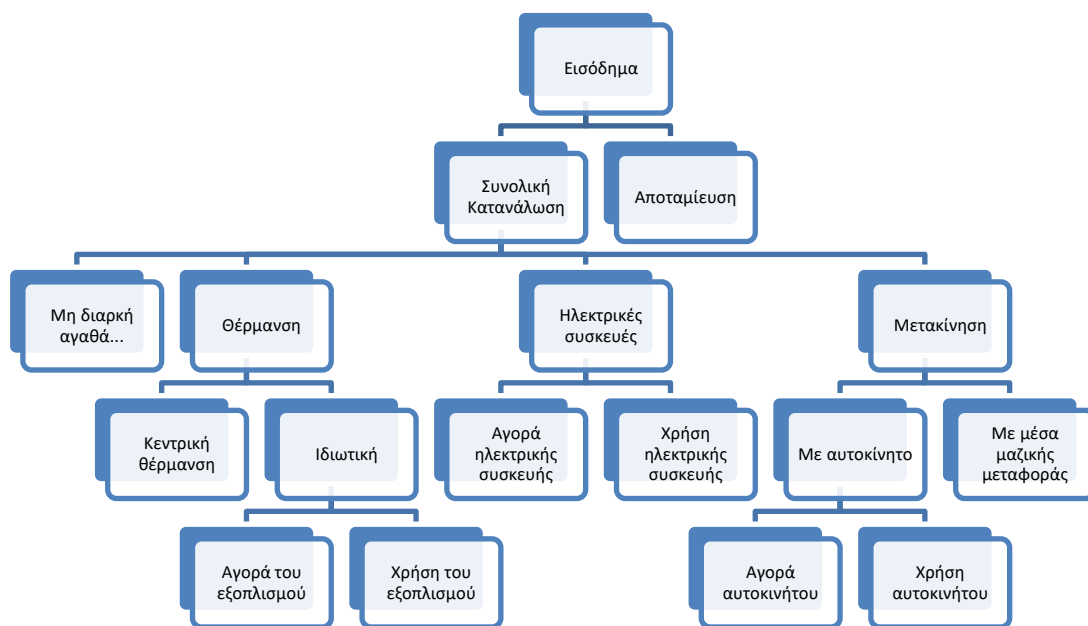 Εισόδημα
Συνολική
Κατανάλωση
Αποταμίευση
Μη διαρκή
αγαθά...
Θέρμανση
Ηλεκτρικές
συσκευές
Μετακίνηση
Κεντρική
θέρμανση
Ιδιωτική
Αγορά
ηλεκτρικής
συσκευής
Χρήση
ηλεκτρικής
συσκευής
Με αυτοκίνητο
Με μέσα
μαζικής
μεταφοράς
Αγορά του
εξοπλισμού
Χρήση του
εξοπλισμού
Αγορά
αυτοκινήτου
Χρήση
αυτοκινήτου